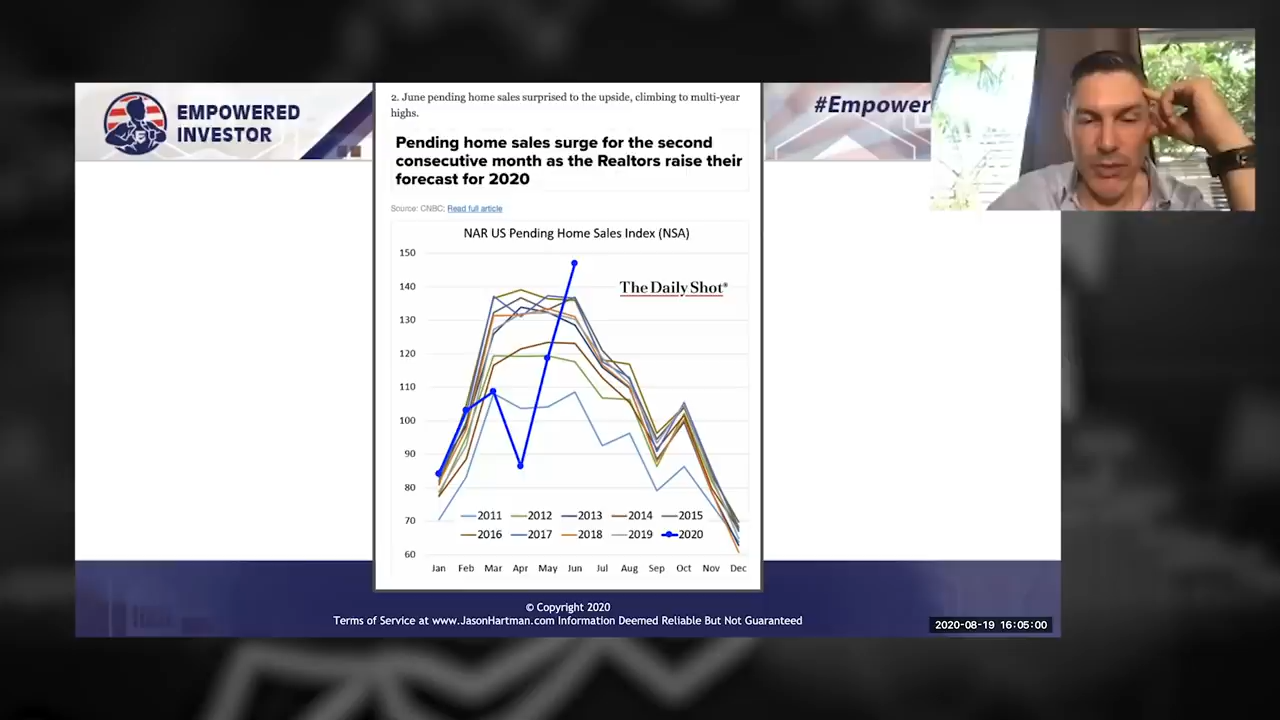 EMPOWERED
INVESTOR
#Empower
2. June pending home sales surprised to the upside, climbing to multi-year
highs.
Pending home sales surge for the second
consecutive month as the Realtors raise their
forecast for 2020
Source: CNBC; Read full article
NAR US Pending Home Sales Index (NSA)
The Daily Shot®
150
140
130
120
110
100
90
80
70
60
2011 2012 2013 2014 2015
2016 2017 2018 2019 2020
Jan Feb Mar Apr May Jun Jul Aug Sep Oct Nov Dec
© Copyright 2020
Terms of Service at www.JasonHartman.com Information Deemed Reliable But Not Guaranteed
2020-08-19 16:05:00